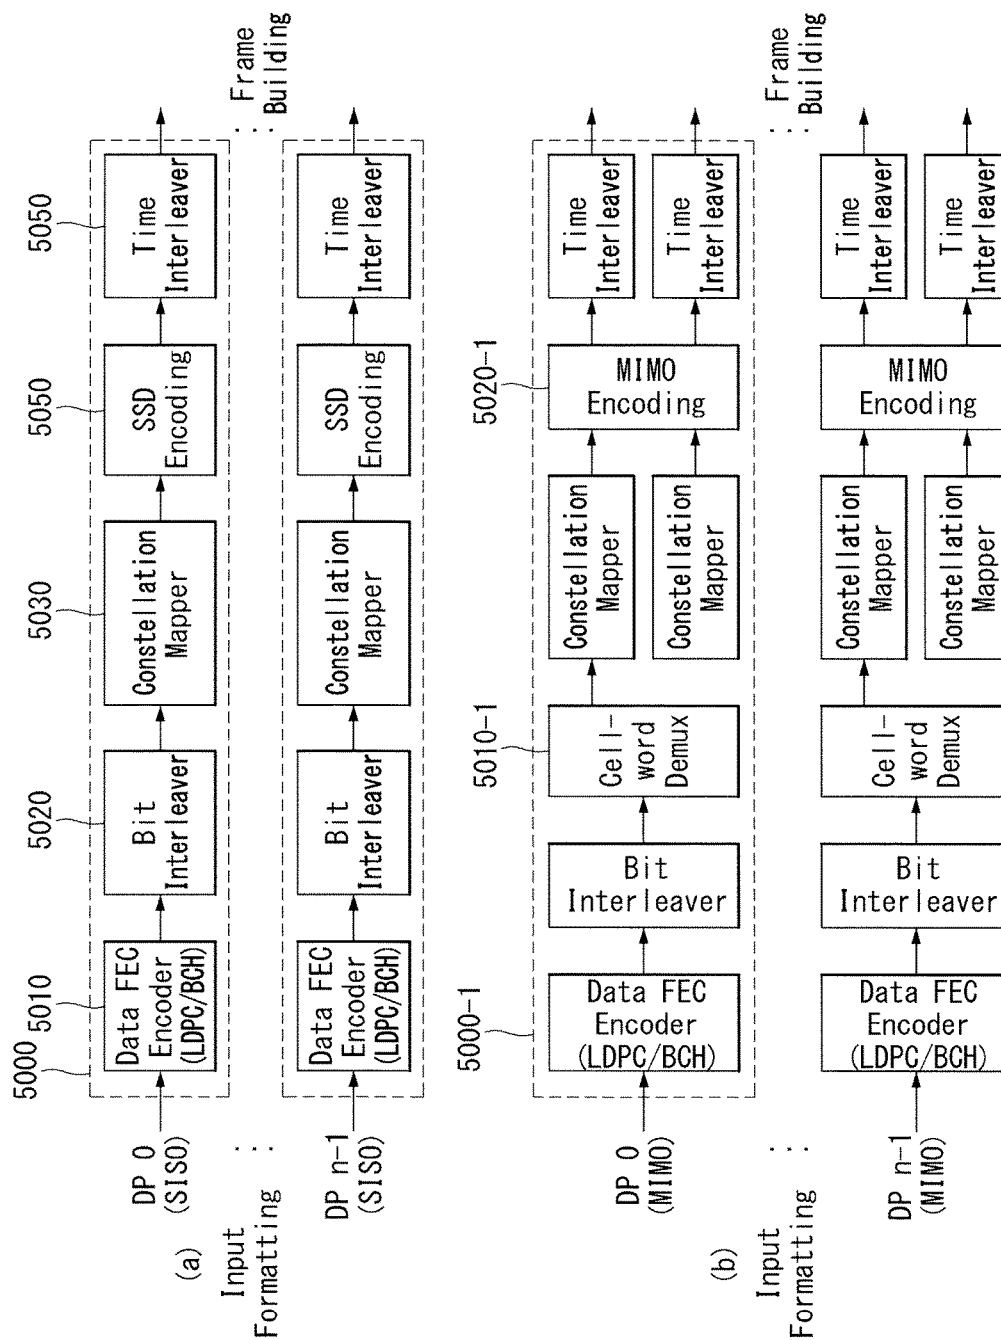 (a)
Input
Formatting
DP 0
(SISO)
5000
5010
Data FEC
Encoder
(LDPC/BCH)
5020
Bit
Interleaver
5030
Constellation
Mapper
5050
SSD
Encoding
5050
Time
Interleaver
Frame
Building
DP n-1
(SISO)
Data FEC
Encoder
(LDPC/BCH)
Bit
Interleaver
Constellation
Mapper
SSD
Encoding
Time
Interleaver
(b)
Input
Formatting
DP 0
(MIMO)
5000-1
Data FEC
Encoder
(LDPC/BCH)
Bit
Interleaver
5010-1
Cell-
word
Demux
Constellation
Mapper
Constellation
Mapper
5020-1
MIMO
Encoding
Time
Interleaver
Time
Interleaver
Frame
Building
DP n-1
(MIMO)
Data FEC
Encoder
(LDPC/BCH)
Bit
Interleaver
Cell-
word
Demux
Constellation
Mapper
Constellation
Mapper
MIMO
Encoding
Time
Interleaver
Time
Interleaver